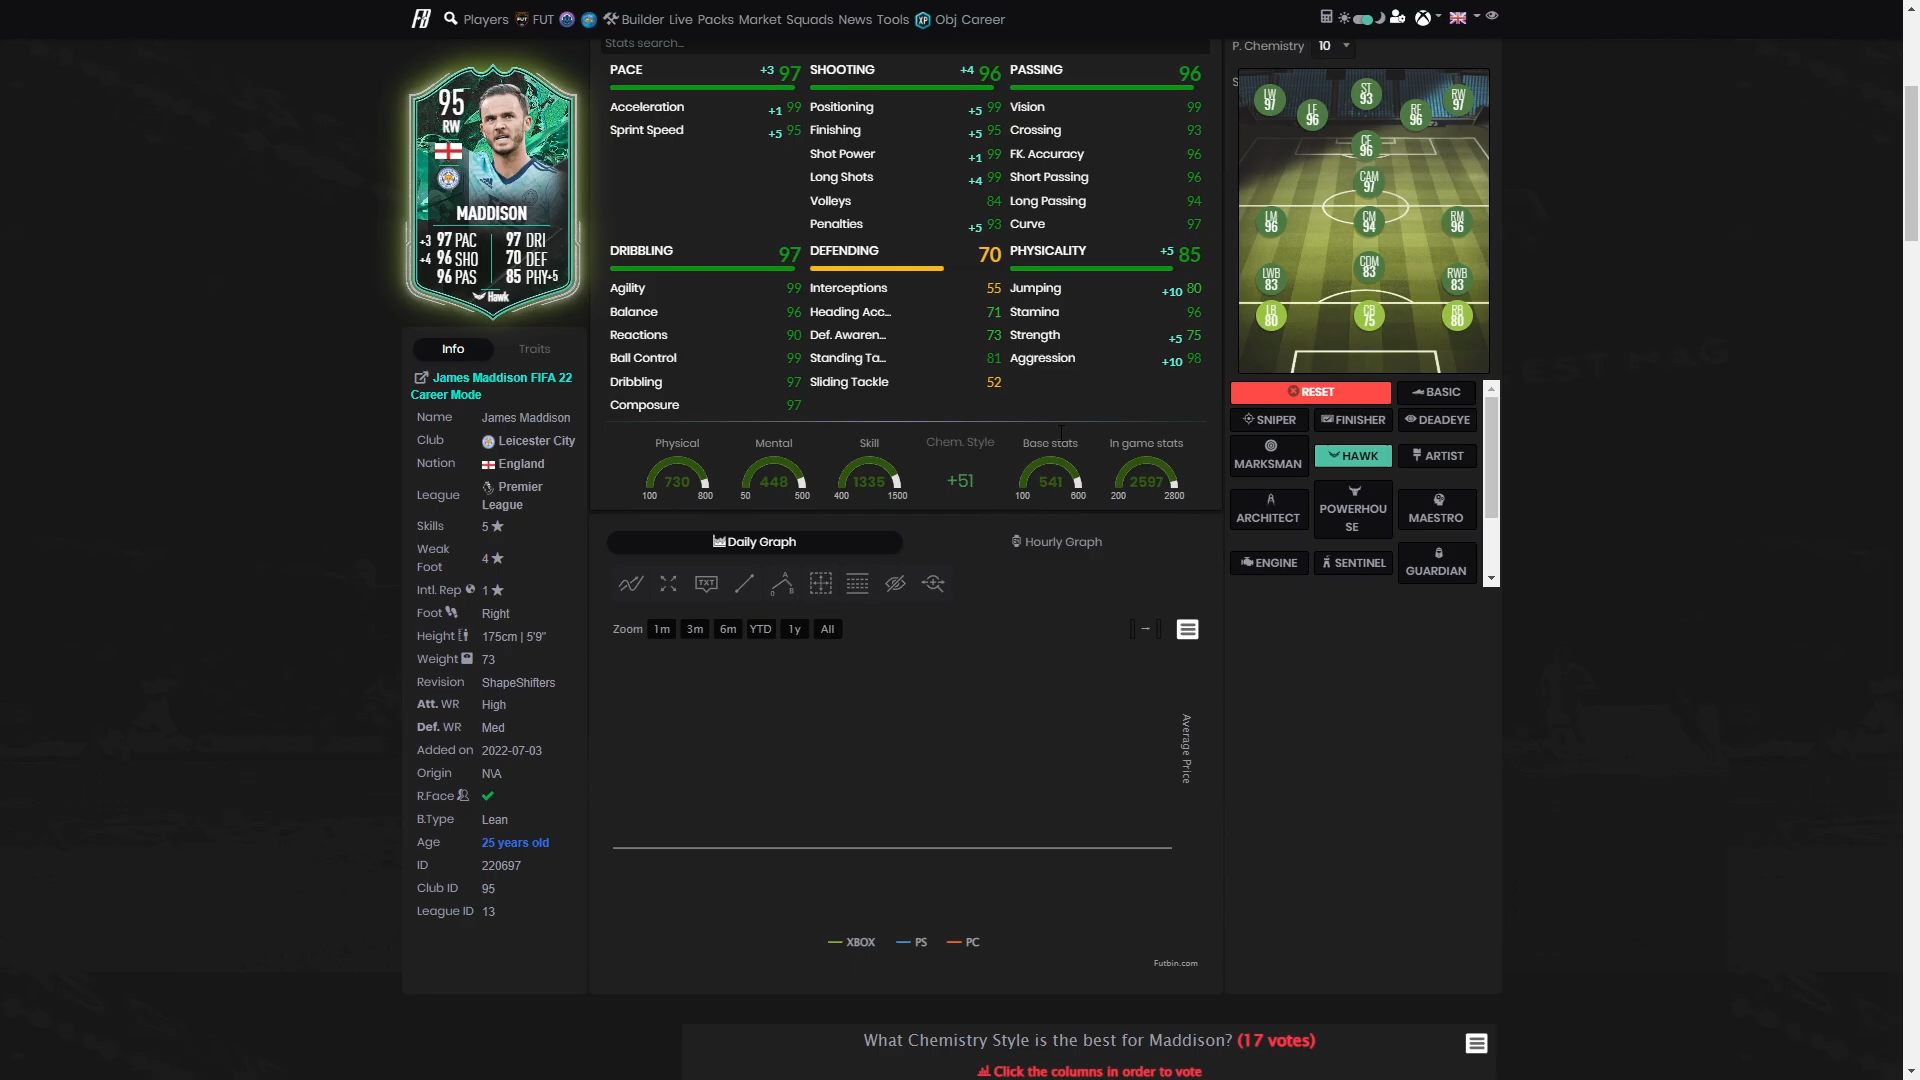 Players FUT Builder Live Packs Market Squads News Tools XP Obj Career
Stats search...
P. Chemistry 10
95
RW
MADDISON
+3 97 PAC 97 DRI
+4 96 SHO 70 DEF
96 PAS 85 PHY+5
Hawk
PACE +3 97
Acceleration +1 99
Sprint Speed +5 95
SHOOTING +4 96
Positioning +5 99
Finishing +5 95
Shot Power +1 99
Long Shots +4 99
Volleys 84
Penalties +5 93
PASSING 96
Vision 99
Crossing 93
FK. Accuracy 96
Short Passing 96
Long Passing 94
Curve 97
DRIBBLING 97
Agility 99
Balance 96
Reactions 90
Ball Control 99
Dribbling 97
Composure 97
DEFENDING 70
Interceptions 55
Heading Acc... 71
Def. Awaren... 73
Standing Ta... 81
Sliding Tackle 52
PHYSICALITY +5 85
Jumping +10 80
Stamina 96
Strength +5 75
Aggression +10 98
Physical 730 100 800
Mental 448 50 500
Skill 1335 400 1500
Chem. Style +51
Base stats 541 100 600
In game stats 2597 200 2800
LW 97
LF 96
ST 93
RF 96
RW 97
CF 96
CAM 97
LM 96
CM 94
RM 96
LWB 83
CDM 83
RWB 83
LB 80
CB 75
RB 80
RESET BASIC
SNIPER FINISHER DEADEYE
MARKSMAN HAWK ARTIST
ARCHITECT POWERHOU
SE MAESTRO
ENGINE SENTINEL GUARDIAN
Info Traits
James Maddison FIFA 22
Career Mode
Name James Maddison
Club Leicester City
Nation England
League Premier
League
Skills 5
Weak
Foot 4
Intl. Rep 1
Foot Right
Height 175cm | 5'9"
Weight 73
Revision ShapeShifters
Att. WR High
Def. WR Med
Added on 2022-07-03
Origin N\A
R.Face
B.Type Lean
Age 25 years old
ID 220697
Club ID 95
League ID 13
Daily Graph Hourly Graph
TXT
Zoom 1m 3m 6m YTD 1y All →
Average Price
XBOX PS PC
Futbin.com
What Chemistry Style is the best for Maddison? (17 votes)
Click the columns in order to vote